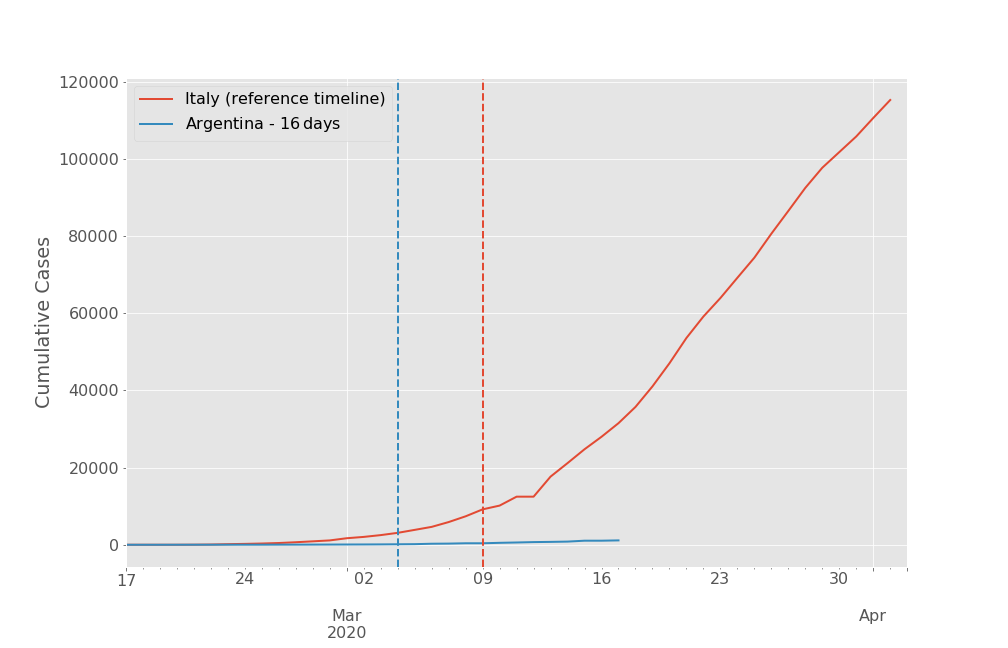 120000
100000
80000
60000
40000
20000
0
Cumulative Cases
Italy (reference timeline)
Argentina - 16 days
17 24 02 09 16 23 30
Mar Apr
2020